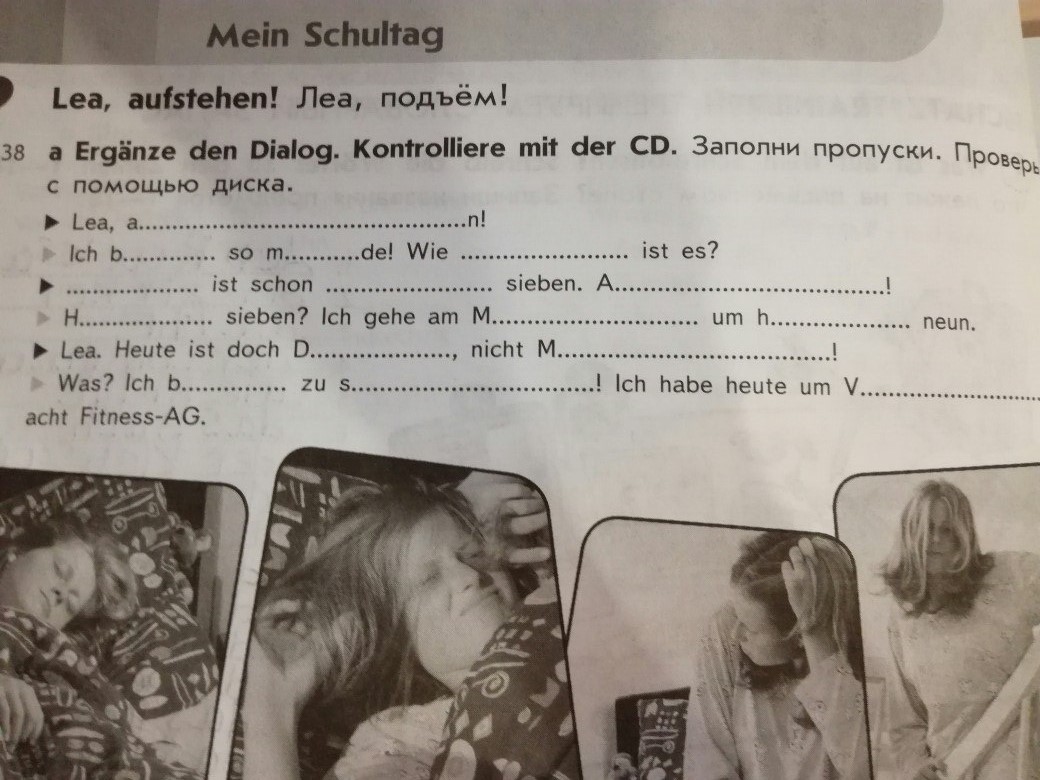 Mein Schultag
Lea, aufstehen! Леа, подъём!
38 a Ergänze den Dialog. Kontrolliere mit der CD. Заполни пропуски. Проверь
с помощью диска.
▶ Lea, a..............................................n!
▶ Ich b.............. so m...........de! Wie ......................... ist es?
▶ .................... ist schon ......................... sieben. A.........................................!
▶ H.................... sieben? Ich gehe am M............................... um h..................... neun.
▶ Lea. Heute ist doch D....................., nicht M.........................................!
▶ Was? Ich b................ zu s.....................................! Ich habe heute um V...........................
acht Fitness-AG.